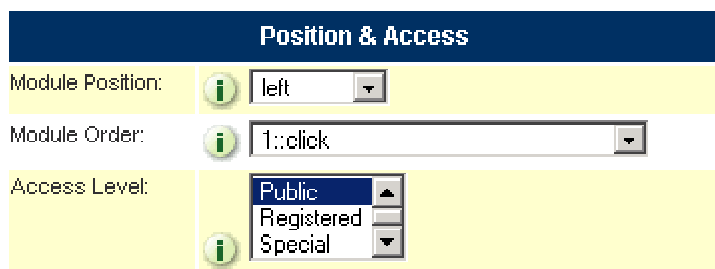 Position & Access
Module Position: left
Module Order: 1::click
Access Level: Public
Registered
Special